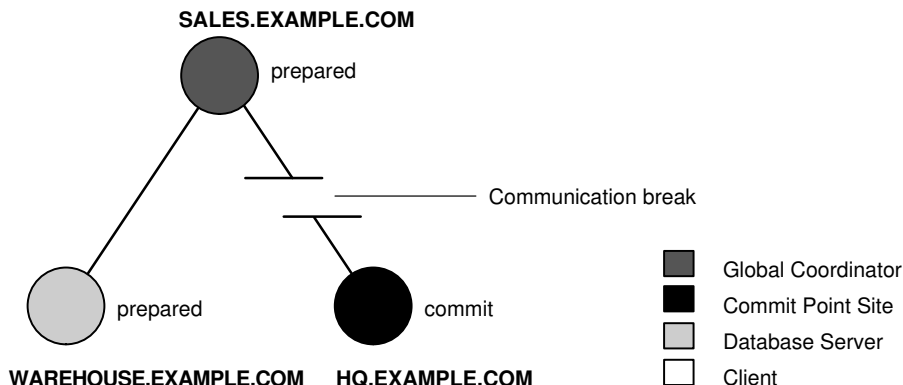 SALES.EXAMPLE.COM
prepared
Communication break
prepared
commit
WAREHOUSE.EXAMPLE.COM
HQ.EXAMPLE.COM
Global Coordinator
Commit Point Site
Database Server
Client